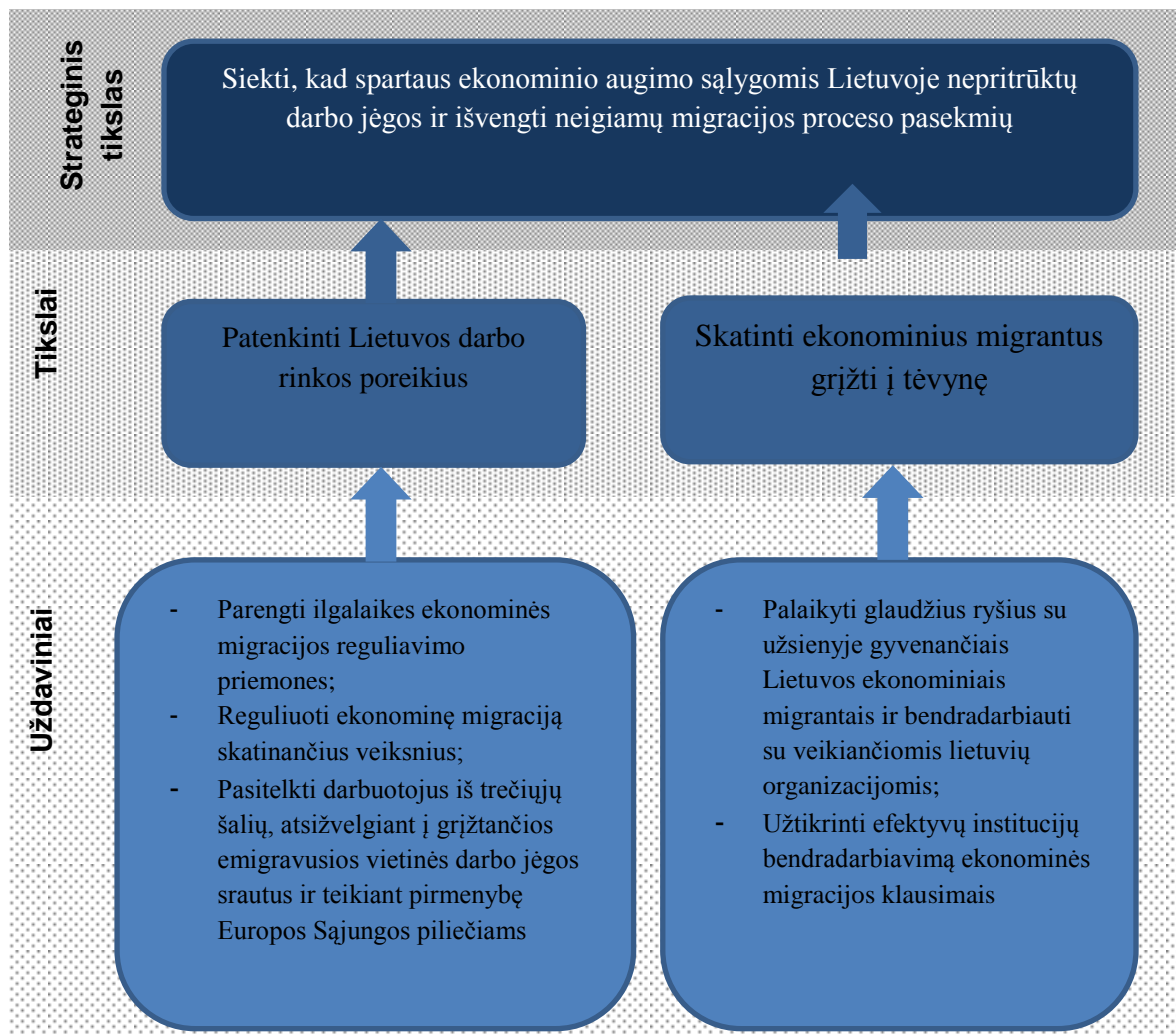 Strateginis
tikslas
Siekti, kad spartaus ekonominio augimo sąlygomis Lietuvoje nepritrūktų
darbo jėgos ir išvengti neigiamų migracijos proceso pasekmių
Tikslai
Patenkinti Lietuvos darbo
rinkos poreikius
Skatinti ekonominius migrantus
grįžti į tėvynę
Uždaviniai
- Parengti ilgalaikes ekonominės
migracijos reguliavimo
priemones;
- Reguliuoti ekonominę migraciją
skatinančius veiksnius;
- Pasitelkti darbuotojus iš trečiųjų
šalių, atsižvelgiant į grįžtančios
emigravusios vietinės darbo jėgos
srautus ir teikiant pirmenybę
Europos Sąjungos piliečiams
- Palaikyti glaudžius ryšius su
užsienyje gyvenančiais
Lietuvos ekonominiais
migrantais ir bendradarbiauti
su veikiančiomis lietuvių
organizacijomis;
- Užtikrinti efektyvų institucijų
bendradarbiavimą ekonominės
migracijos klausimais